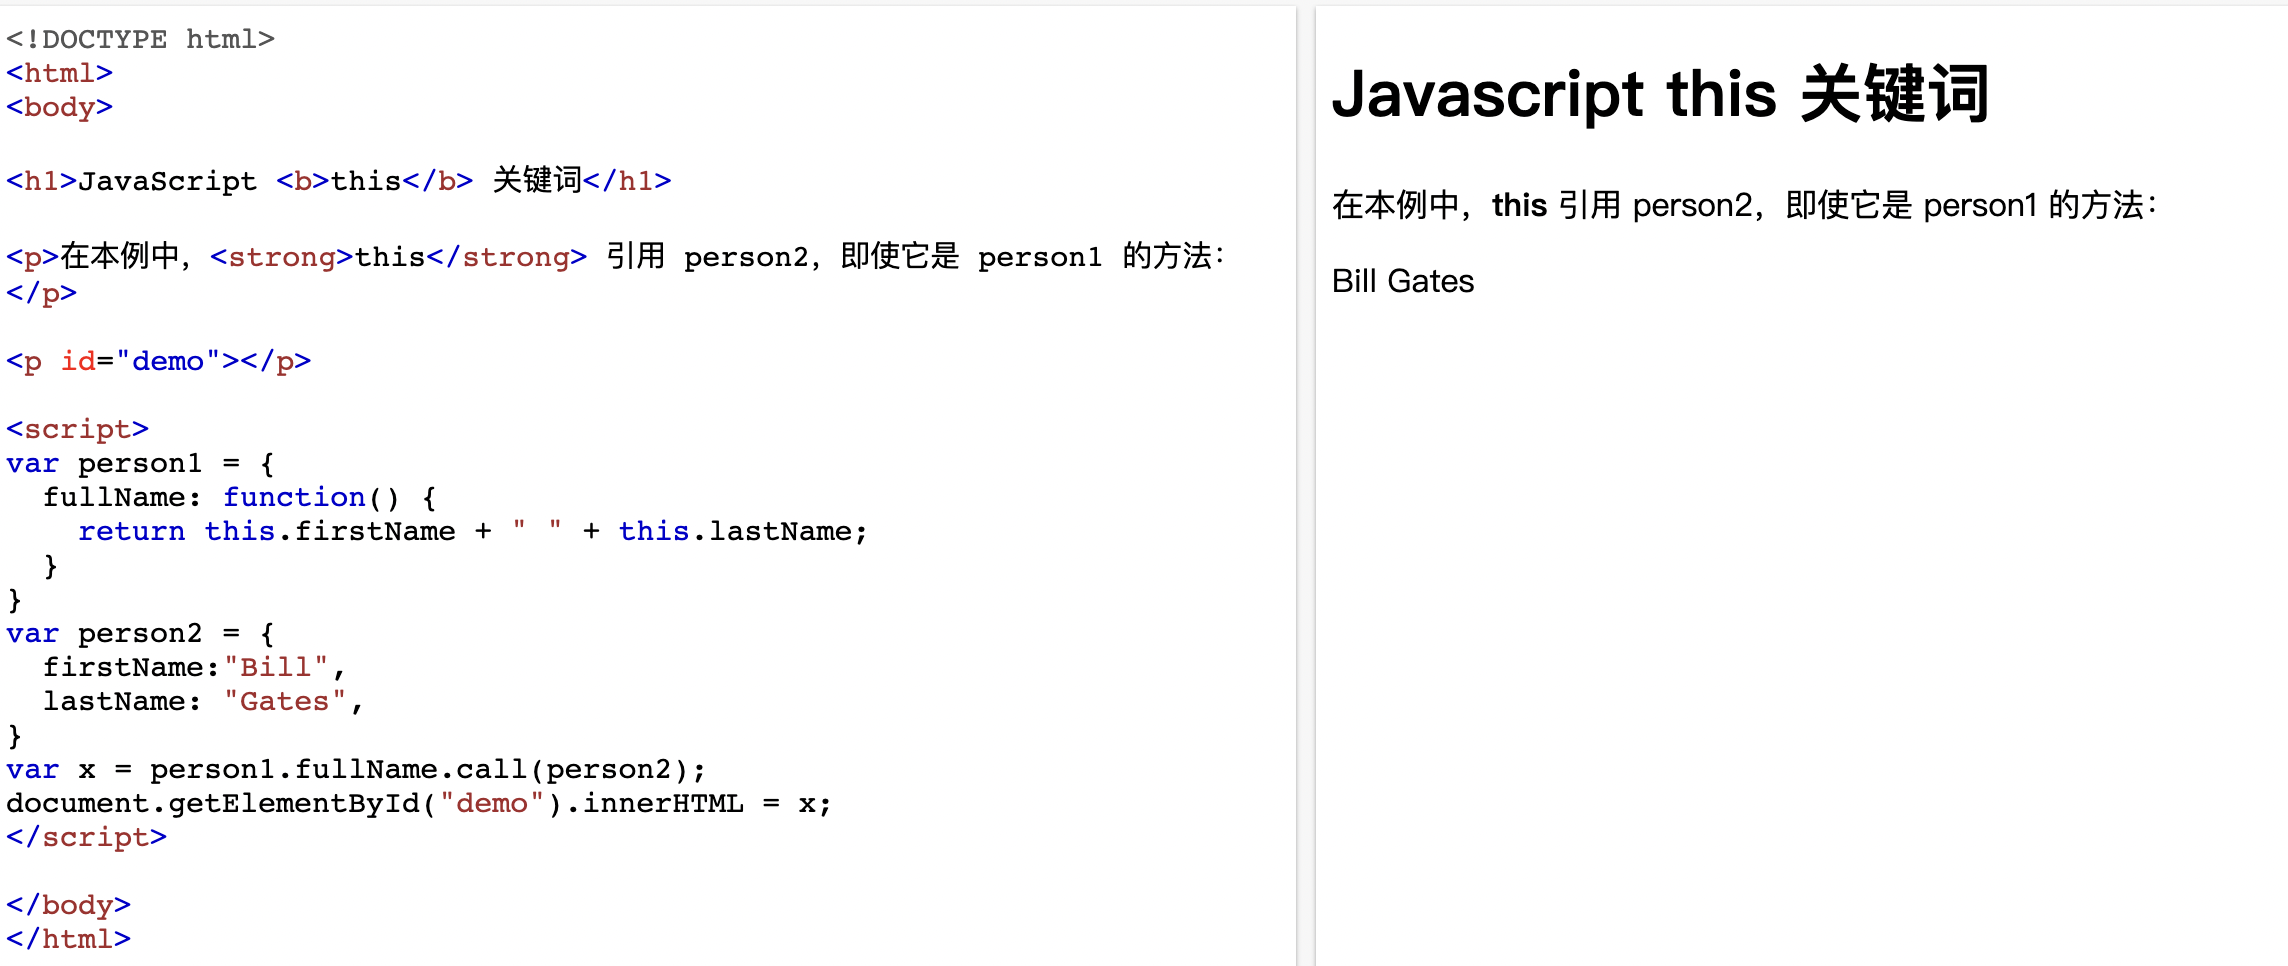 <!DOCTYPE html>
<html>
<body>
<h1>JavaScript <b>this</b> 关键词</h1>
<p>在本例中，<strong>this</strong> 引用 person2，即使它是 person1 的方法：
</p>
<p id="demo"></p>
<script>
var person1 = {
  fullName: function() {
    return this.firstName + " " + this.lastName;
  }
}
var person2 = {
  firstName:"Bill",
  lastName: "Gates",
}
var x = person1.fullName.call(person2);
document.getElementById("demo").innerHTML = x;
</script>
</body>
</html>
Javascript this 关键词
在本例中，this 引用 person2，即使它是 person1 的方法：
Bill Gates